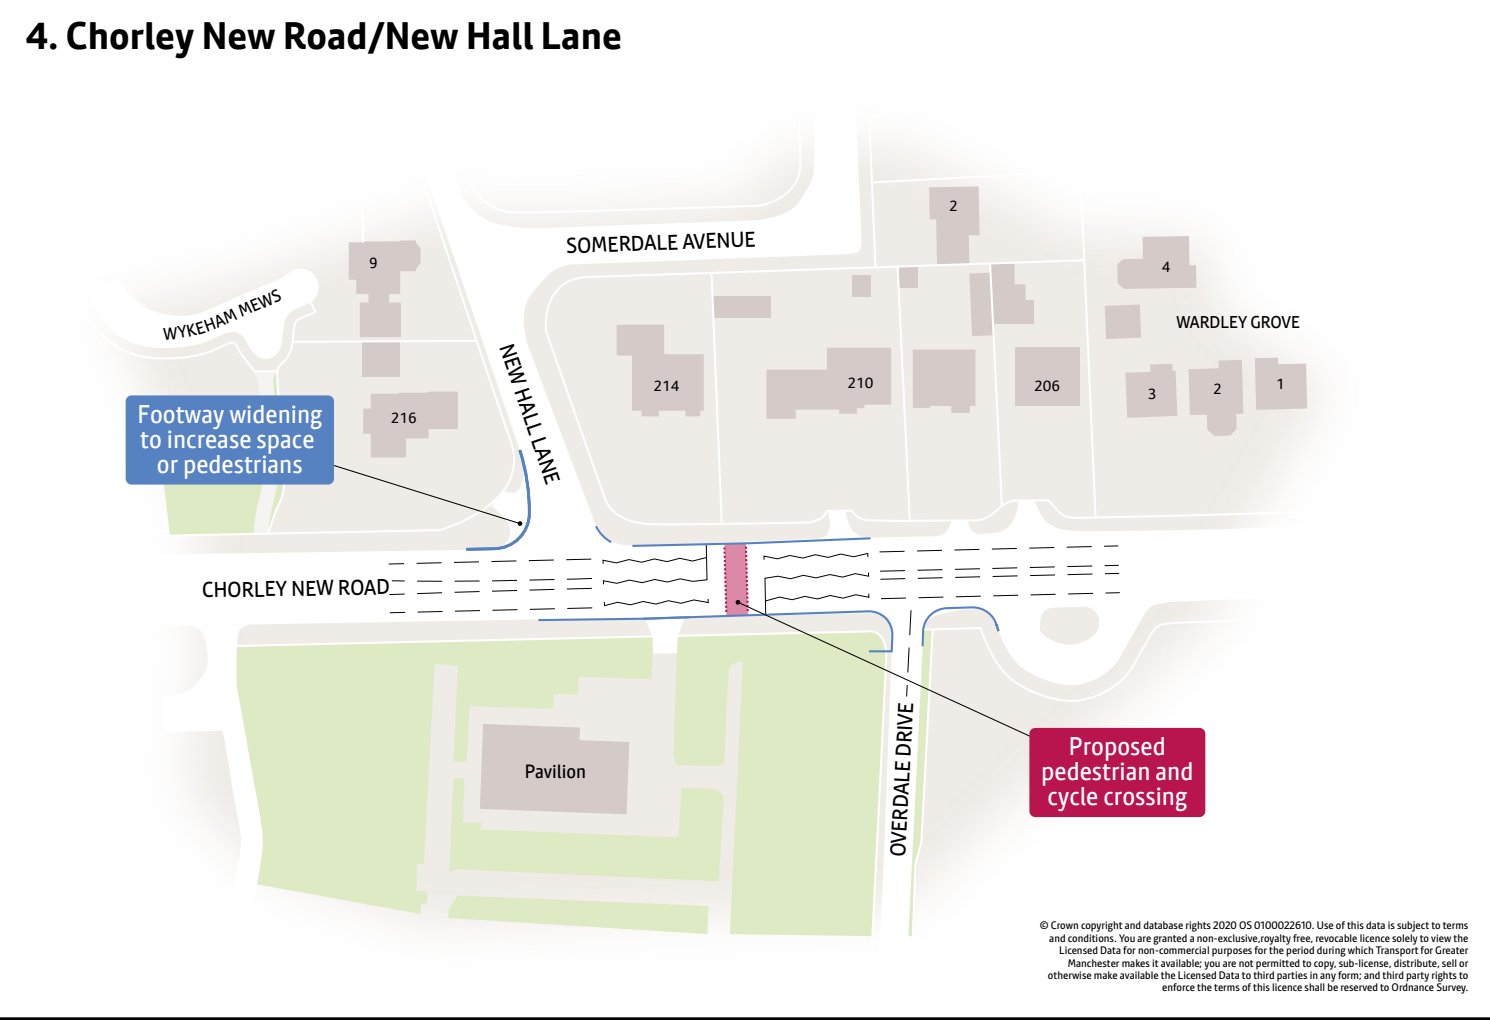 4. Chorley New Road/New Hall Lane
SOMERDALE AVENUE
2
9
4
WYKEHAM MEWS
WARDLEY GROVE
NEW HALL LANE
214
210
206
3
2
1
216
Footway widening
to increase space
or pedestrians
CHORLEY NEW ROAD
Pavilion
OVERDALE DRIVE
Proposed
pedestrian and
cycle crossing
© Crown copyright and database rights 2020 OS 0100022610. Use of this data is subject to terms
and conditions. You are granted a non-exclusive,royalty free, revocable licence solely to view the
Licensed Data for non-commercial purposes for the period during which Transport for Greater
Manchester makes it available; you are not permitted to copy, sub-license, distribute, sell or
otherwise make available the Licensed Data to third parties in any form; and third party rights to
enforce the terms of this licence shall be reserved to Ordnance Survey.